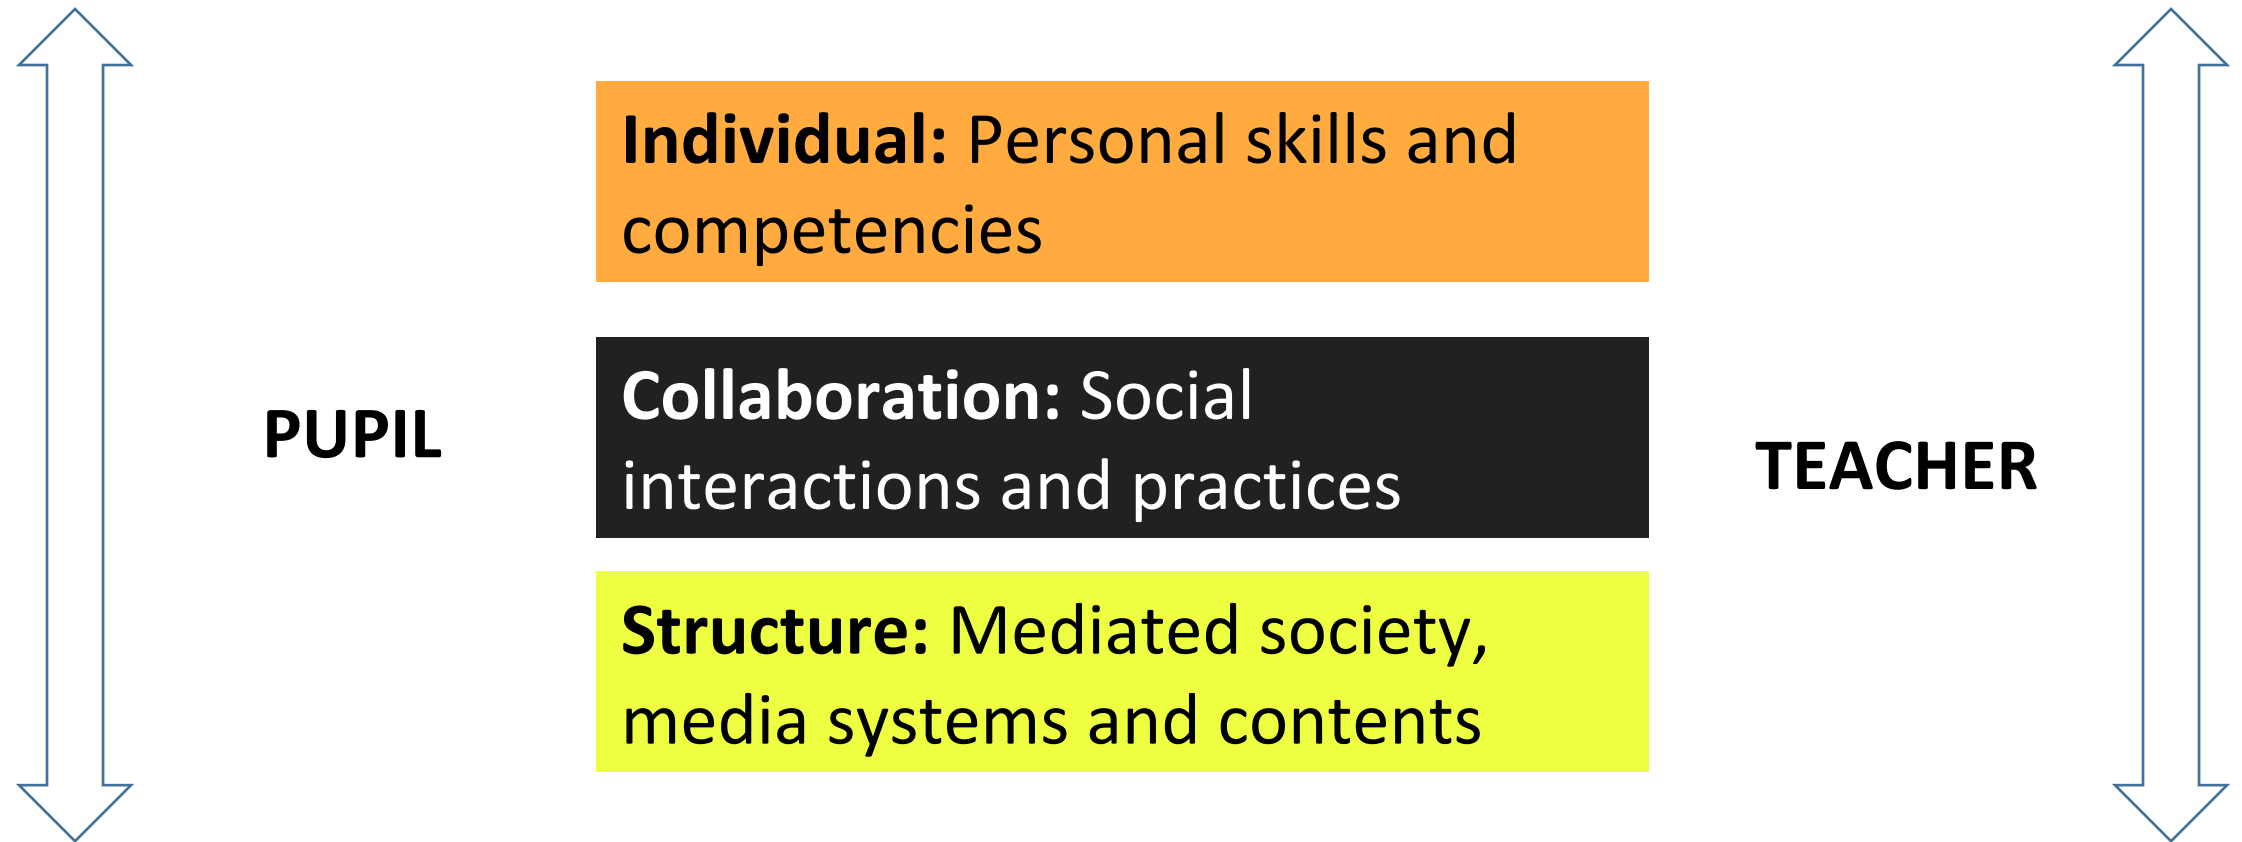 Individual: Personal skills and
competencies
PUPIL
Collaboration: Social
interactions and practices
TEACHER
Structure: Mediated society,
media systems and contents